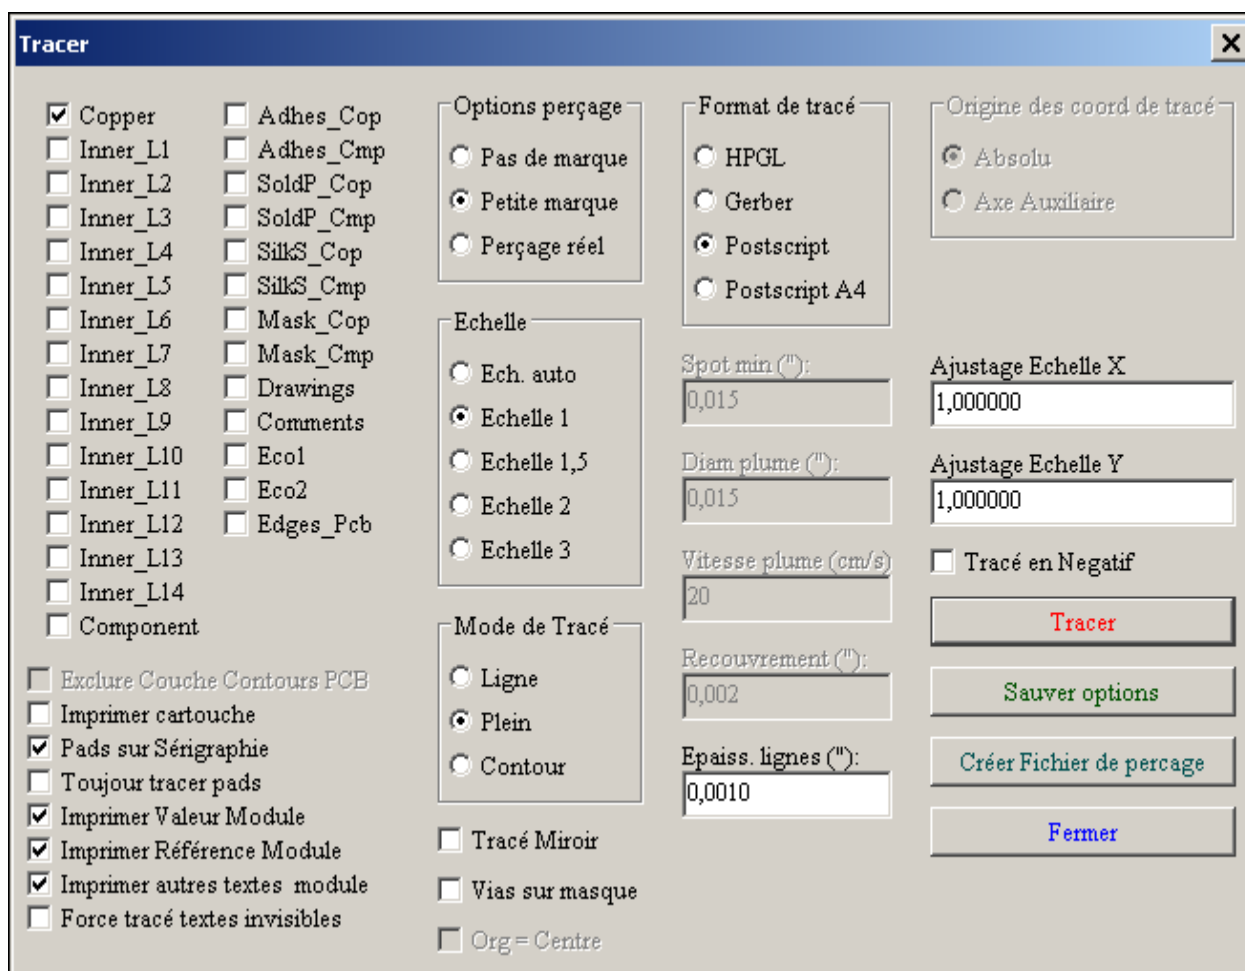 Tracer
Copper
Inner_L1
Inner_L2
Inner_L3
Inner_L4
Inner_L5
Inner_L6
Inner_L7
Inner_L8
Inner_L9
Inner_L10
Inner_L11
Inner_L12
Inner_L13
Inner_L14
Component
Adhes_Cop
Adhes_Cmp
SoldP_Cop
SoldP_Cmp
SilkS_Cop
SilkS_Cmp
Mask_Cop
Mask_Cmp
Drawings
Comments
Eco1
Eco2
Edges_Pcb
Exclure Couche Contours PCB
Imprimer cartouche
Pads sur Sérigraphie
Toujour tracer pads
Imprimer Valeur Module
Imprimer Référence Module
Imprimer autres textes module
Force tracé textes invisibles
Options perçage
Pas de marque
Petite marque
Perçage réel
Echelle
Ech. auto
Echelle 1
Echelle 1,5
Echelle 2
Echelle 3
Mode de Tracé
Ligne
Plein
Contour
Tracé Miroir
Vias sur masque
Org = Centre
Format de tracé
HPGL
Gerber
Postscript
Postscript A4
Spot min ("):
0,015
Diam plume ("):
0,015
Vitesse plume (cm/s)
20
Recouvrement ("):
0,002
Epaiss. lignes ("):
0,0010
Origine des coord de tracé
Absolu
Axe Auxiliaire
Ajustage Echelle X
1,000000
Ajustage Echelle Y
1,000000
Tracé en Negatif
Tracer
Sauver options
Créer Fichier de percage
Fermer